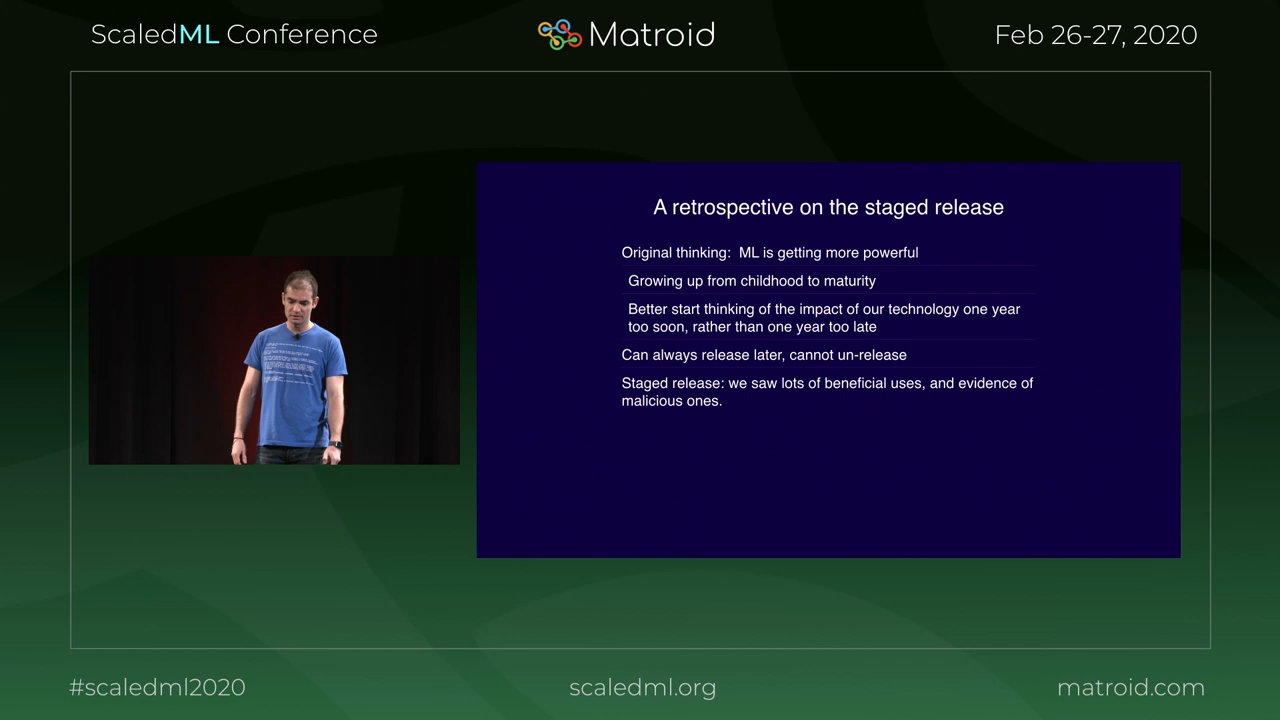 ScaledML Conference
Matroid
Feb 26-27, 2020
A retrospective on the staged release
Original thinking: ML is getting more powerful
Growing up from childhood to maturity
Better start thinking of the impact of our technology one year
too soon, rather than one year too late
Can always release later, cannot un-release
Staged release: we saw lots of beneficial uses, and evidence of
malicious ones.
#scaledml2020
scaledml.org
matroid.com